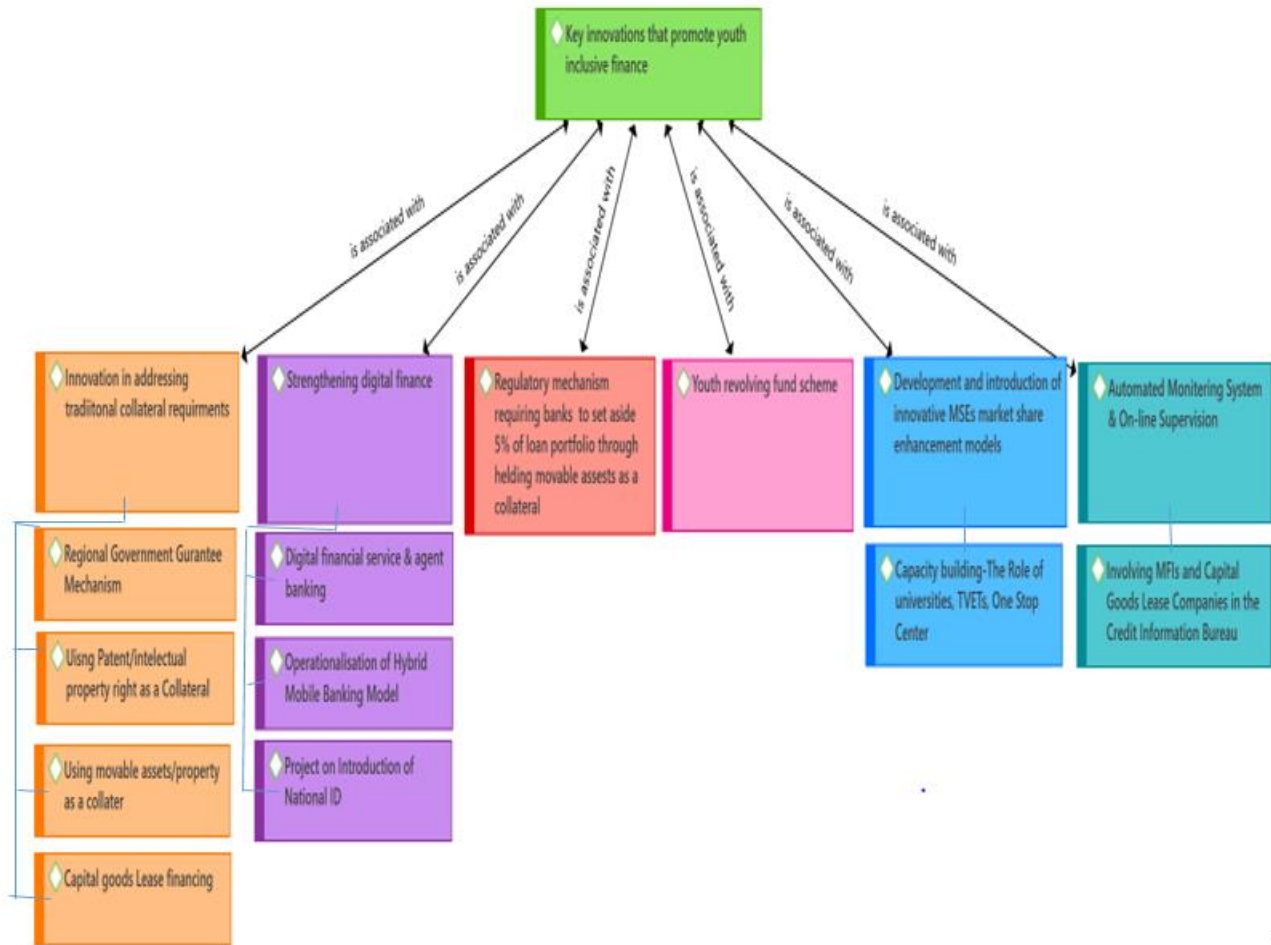 Key innovations that promote youth
inclusive finance
is associated with
is associated with
is associated with
is associated with
is associated with
is associated with
Innovation in addressing
tradiitonal collateral requirments
Strengthening digital finance
Regulatory mechanism
requiring banks to set aside
5% of loan portfolio through
helding movable assests as a
collateral
Youth revolving fund scheme
Development and introduction of
innovative MSEs market share
enhancement models
Automated Monitering System
& On-line Supervision
Regional Government Gurantee
Mechanism
Uisng Patent/intelectual
property right as a Collateral
Using movable assets/property
as a collater
Capital goods Lease financing
Digital financial service & agent
banking
Operationalisation of Hybrid
Mobile Banking Model
Project on Introduction of
National ID
Capacity building-The Role of
universities, TVETs, One Stop
Center
Involving MFIs and Capital
Goods Lease Companies in the
Credit Information Bureau